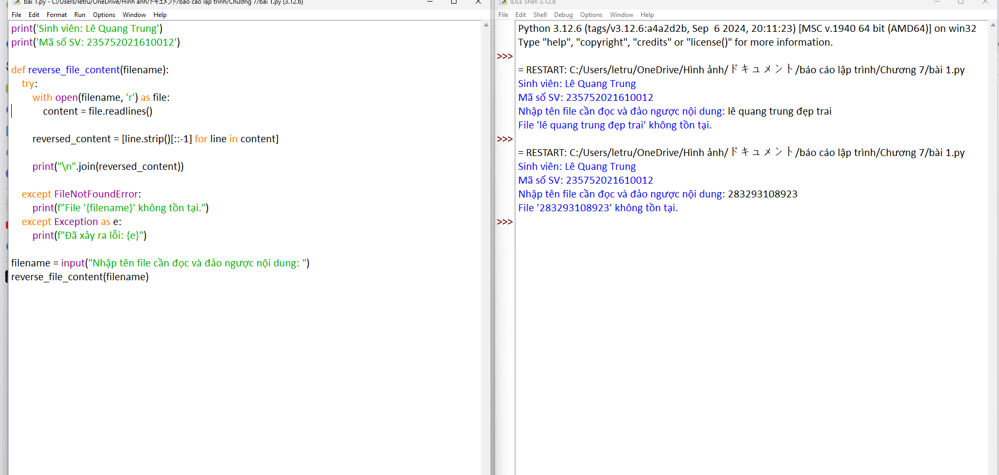 bài 1.py - C:/Users/letru/OneDrive/Hình ảnh/ドキュメント/báo cáo lập trình/Chương 7/bài 1.py (3.12.6)
File Edit Format Run Options Window Help
print('Sinh viên: Lê Quang Trung')
print('Mã số SV: 235752021610012')
def reverse_file_content(filename):
try:
with open(filename, 'r') as file:
content = file.readlines()
reversed_content = [line.strip()[::-1] for line in content]
print("\n".join(reversed_content))
except FileNotFoundError:
print(f"File '{filename}' không tồn tại.")
except Exception as e:
print(f"Đã xảy ra lỗi: {e}")
filename = input("Nhập tên file cần đọc và đảo ngược nội dung: ")
reverse_file_content(filename)
IDLE Shell 3.12.6
File Edit Shell Debug Options Window Help
Python 3.12.6 (tags/v3.12.6:a4a2d2b, Sep  6 2024, 20:11:23) [MSC v.1940 64 bit (AMD64)] on win32
Type "help", "copyright", "credits" or "license()" for more information.
>>>
= RESTART: C:/Users/letru/OneDrive/Hình ảnh/ドキュメント/báo cáo lập trình/Chương 7/bài 1.py
Sinh viên: Lê Quang Trung
Mã số SV: 235752021610012
Nhập tên file cần đọc và đảo ngược nội dung: lê quang trung đẹp trai
File 'lê quang trung đẹp trai' không tồn tại.
>>>
= RESTART: C:/Users/letru/OneDrive/Hình ảnh/ドキュメント/báo cáo lập trình/Chương 7/bài 1.py
Sinh viên: Lê Quang Trung
Mã số SV: 235752021610012
Nhập tên file cần đọc và đảo ngược nội dung: 283293108923
File '283293108923' không tồn tại.
>>>